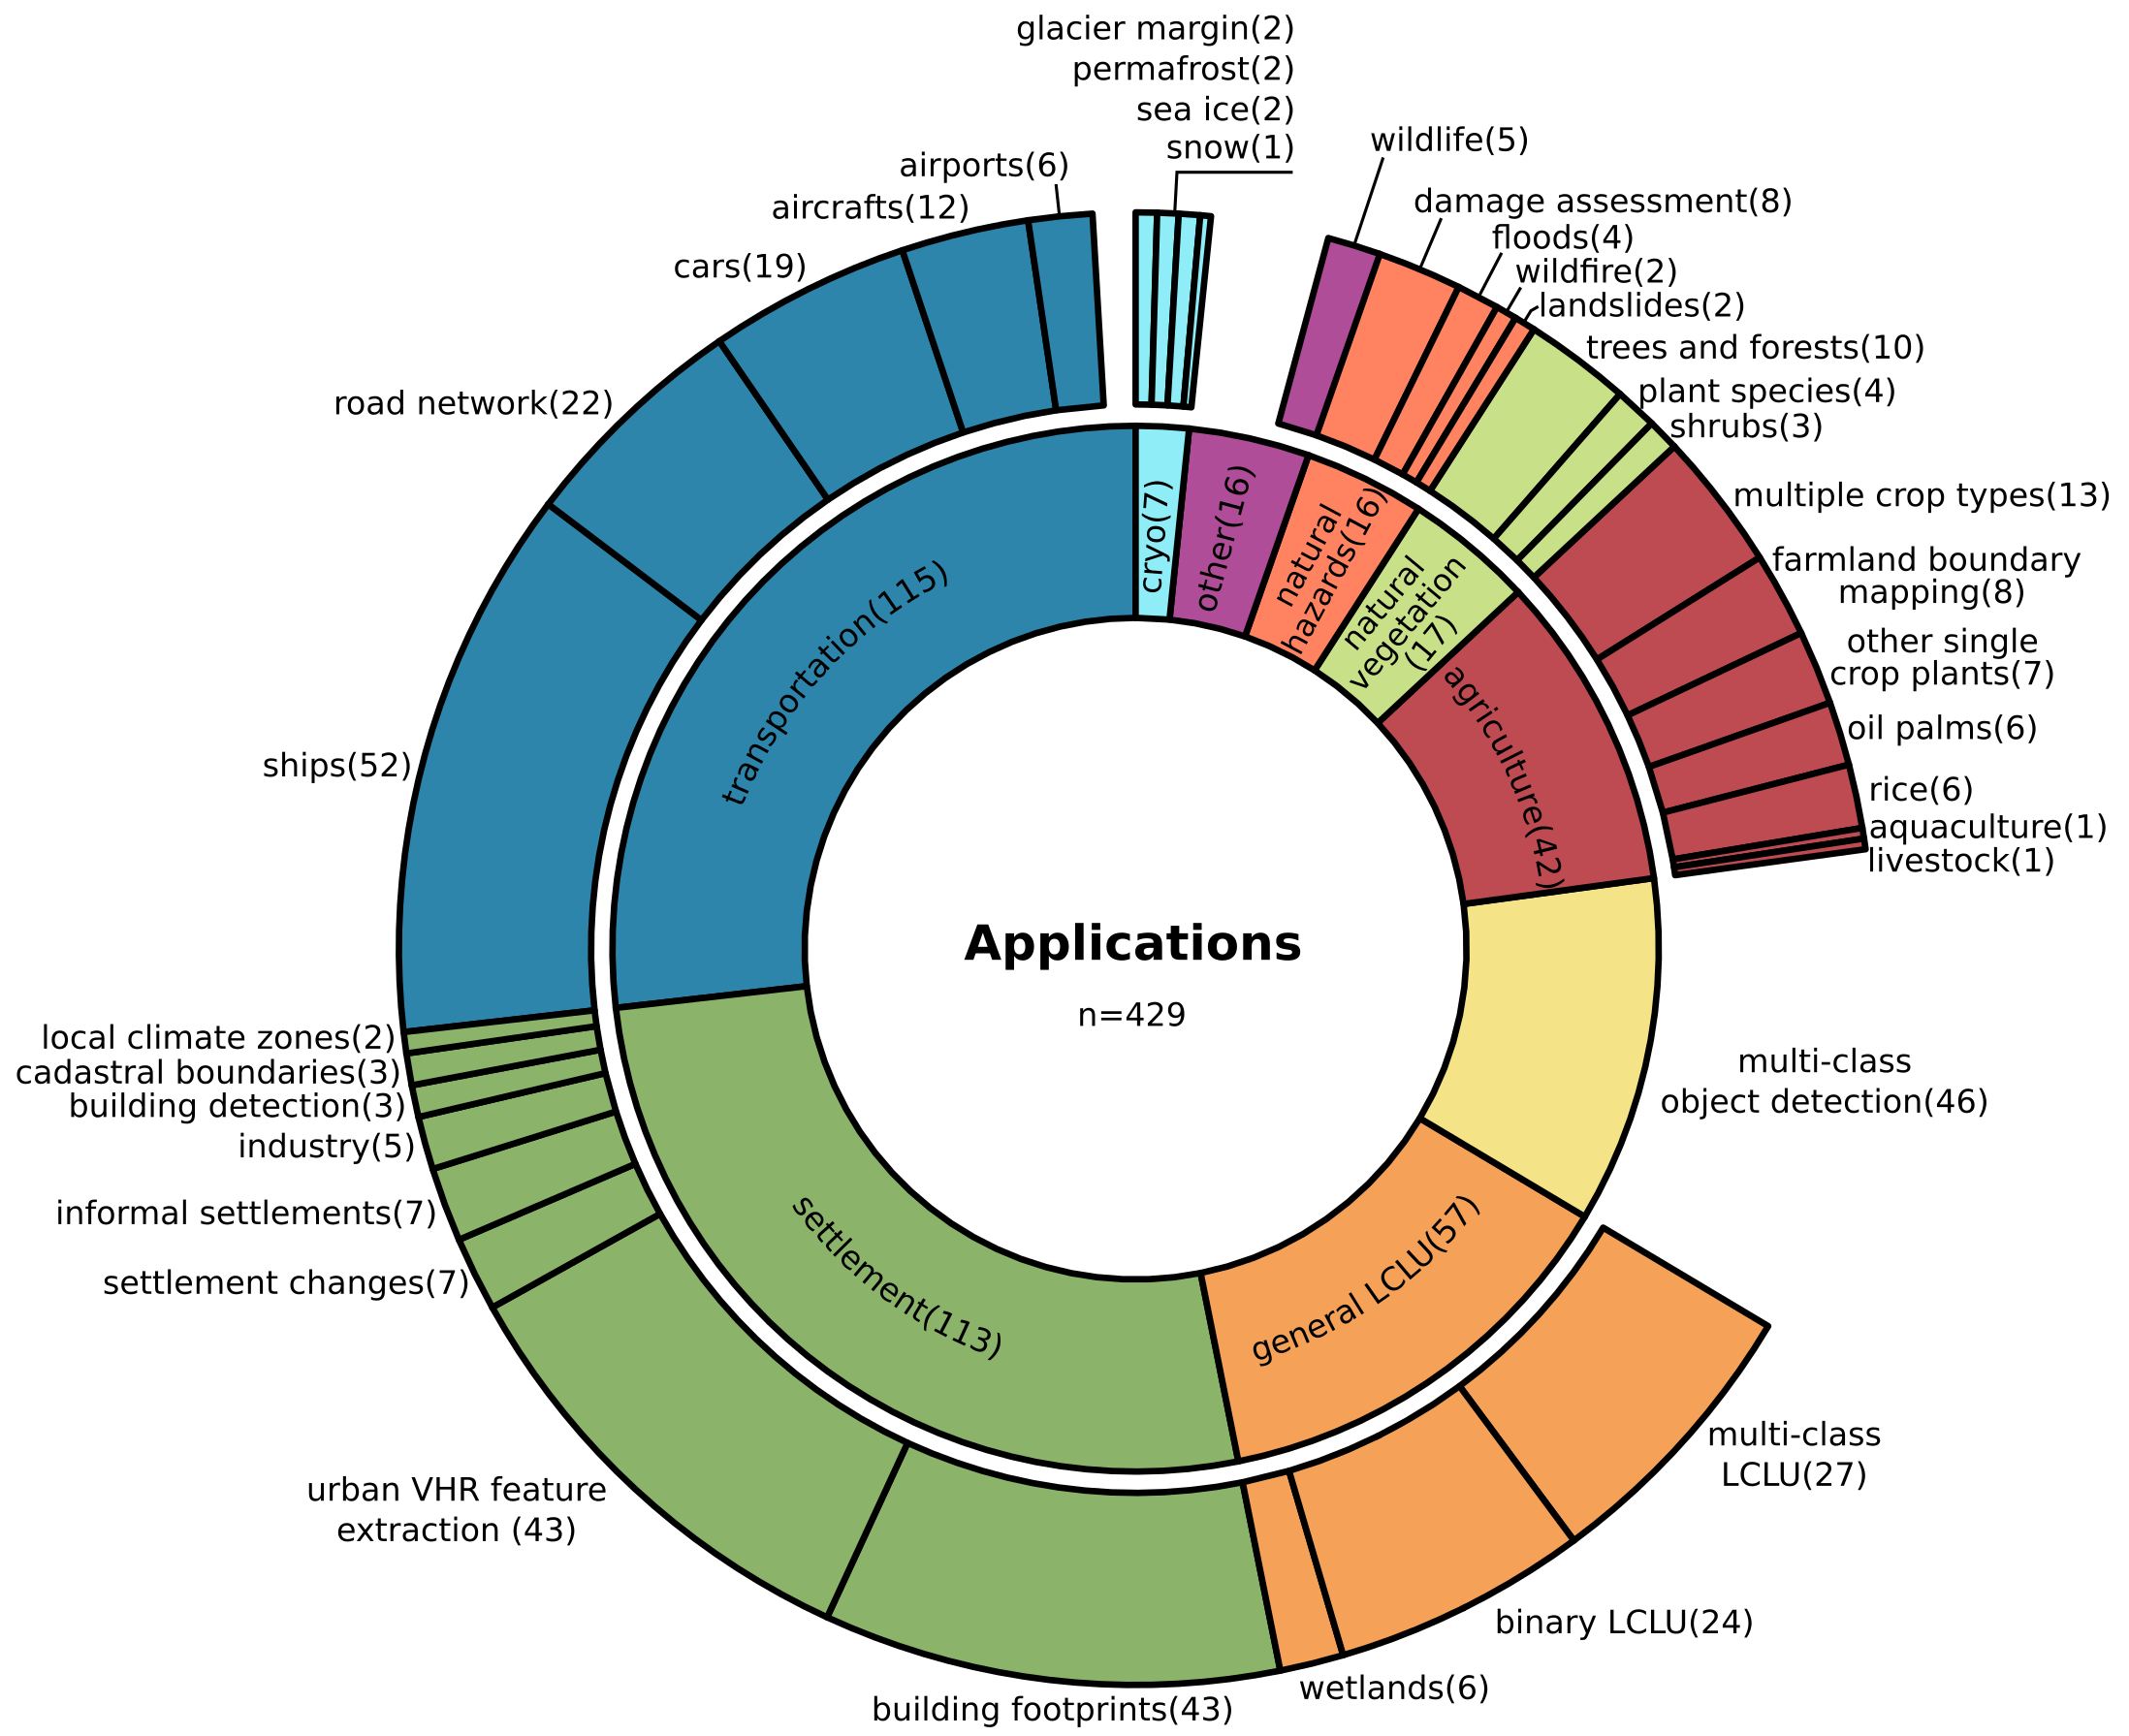 glacier margin(2)
permafrost(2)
sea ice(2)
snow(1)
wildlife(5)
damage assessment(8)
floods(4)
wildfire(2)
landslides(2)
trees and forests(10)
plant species(4)
shrubs(3)
multiple crop types(13)
farmland boundary
mapping(8)
other single
crop plants(7)
oil palms(6)
rice(6)
aquaculture(1)
livestock(1)
multi-class
object detection(46)
multi-class
LCLU(27)
binary LCLU(24)
wetlands(6)
building footprints(43)
urban VHR feature
extraction (43)
settlement changes(7)
informal settlements(7)
industry(5)
building detection(3)
cadastral boundaries(3)
local climate zones(2)
ships(52)
road network(22)
cars(19)
aircrafts(12)
airports(6)
cryo(7)
other(16)
natural
hazards(16)
natural
vegetation
(17)
agriculture(42)
general LCLU(57)
settlement(113)
transportation(115)
Applications
n=429